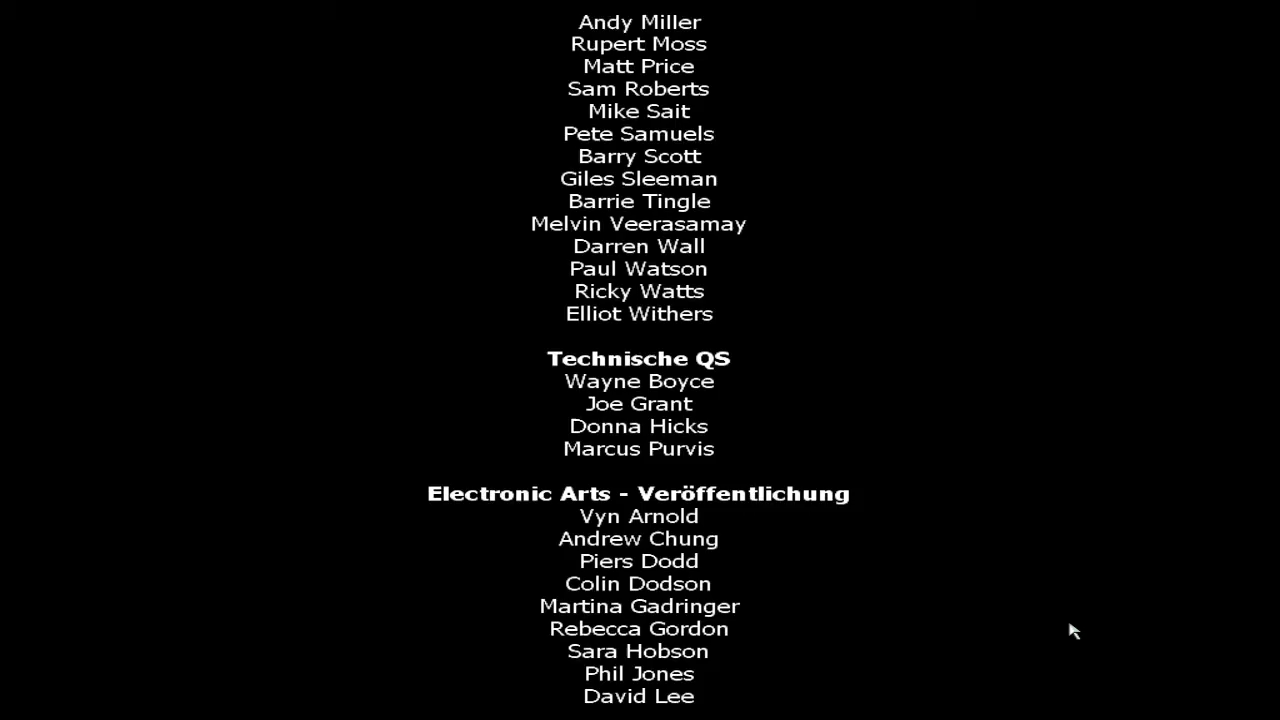 Andy Miller
Rupert Moss
Matt Price
Sam Roberts
Mike Sait
Pete Samuels
Barry Scott
Giles Sleeman
Barrie Tingle
Melvin Veerasamay
Darren Wall
Paul Watson
Ricky Watts
Elliot Withers
Technische QS
Wayne Boyce
Joe Grant
Donna Hicks
Marcus Purvis
Electronic Arts - Veröffentlichung
Vyn Arnold
Andrew Chung
Piers Dodd
Colin Dodson
Martina Gadringer
Rebecca Gordon
Sara Hobson
Phil Jones
David Lee